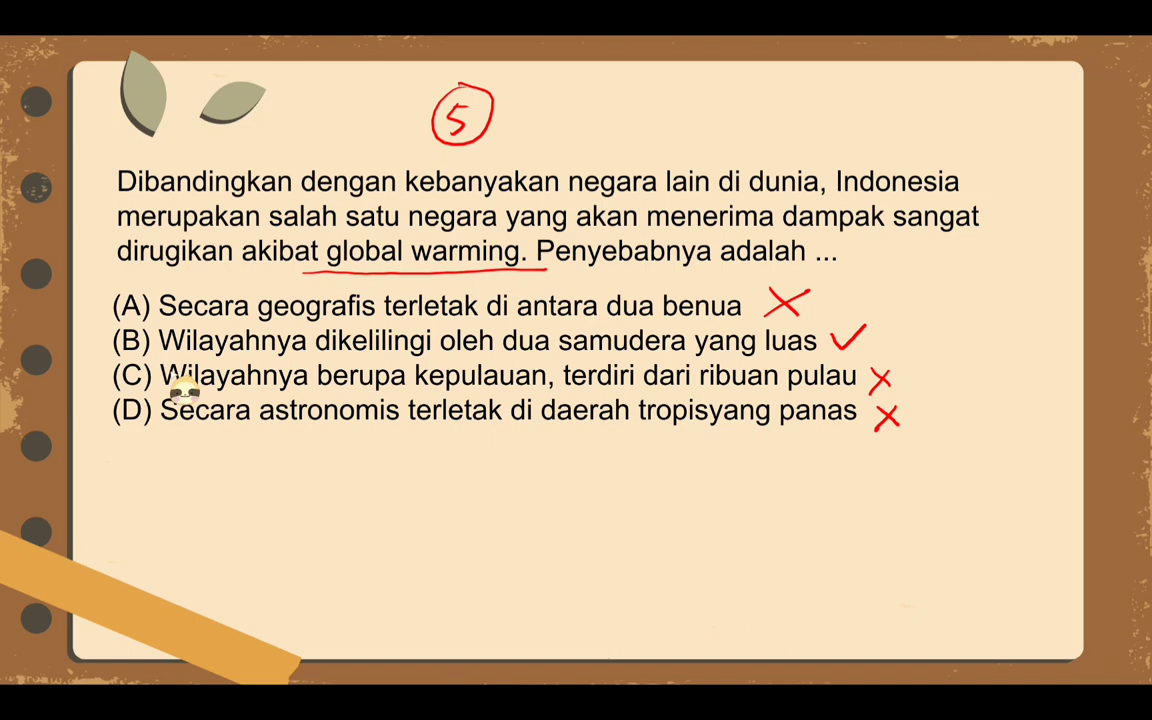 5
Dibandingkan dengan kebanyakan negara lain di dunia, Indonesia
merupakan salah satu negara yang akan menerima dampak sangat
dirugikan akibat global warming. Penyebabnya adalah ...
(A) Secara geografis terletak di antara dua benua
(B) Wilayahnya dikelilingi oleh dua samudera yang luas
(C) Wilayahnya berupa kepulauan, terdiri dari ribuan pulau
(D) Secara astronomis terletak di daerah tropisyang panas